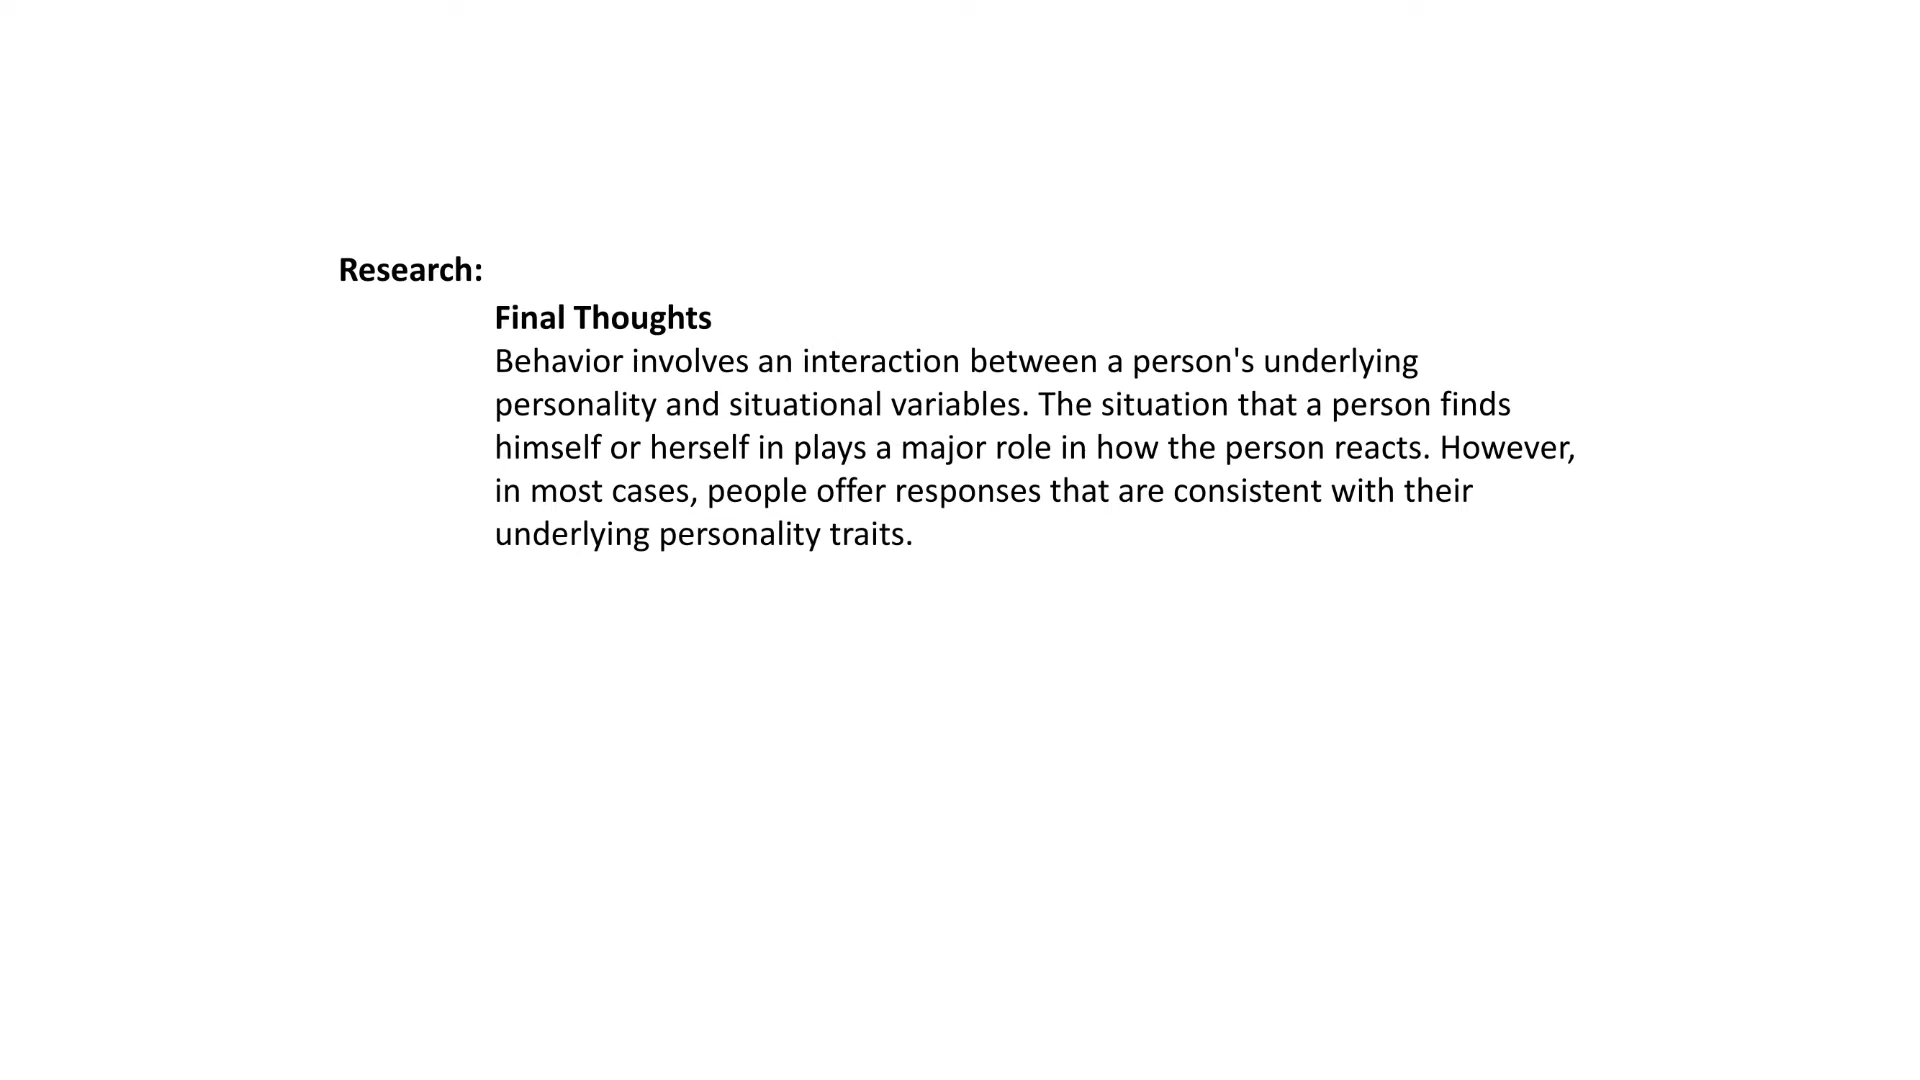 Research:
Final Thoughts
Behavior involves an interaction between a person's underlying
personality and situational variables. The situation that a person finds
himself or herself in plays a major role in how the person reacts. However,
in most cases, people offer responses that are consistent with their
underlying personality traits.